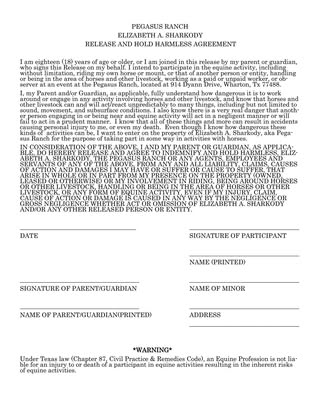 PEGASUS RANCH
ELIZABETH A. SHARKODY
RELEASE AND HOLD HARMLESS AGREEMENT
I am eighteen (18) years of age or older, or I am joined in this release by my parent or guardian,
who signs this Release on my behalf. I intend to participate in the equine activity, including
without limitation, riding my own horse or mount, or that of another person or entity, handling
or being in the area of horses and other livestock, working as a paid or unpaid worker, or ob-
server at an event at the Pegasus Ranch, located at 914 Dyann Drive, Wharton, Tx 77488.
I, my Parent and/or Guardian, as applicable, fully understand how dangerous it is to work
around or engage in any activity involving horses and other livestock, and know that horses and
other livestock can and will act/react unpredictably to many things, including but not limited to
sound, movement, and subsurface conditions. I also know there is a very real danger that anoth-
er person engaging in or being near and equine activity will act in a negligent manner or will
fail to act in a prudent manner. I know that all of these things and more can result in accidents
causing personal injury to me, or even my death. Even though I know how dangerous these
kinds of activities can be, I want to enter on the property of Elizabeth A. Sharkody, aka Pega-
sus Ranch for the purpose of taking part in some way in activities with horses.
IN CONSIDERATION OF THE ABOVE, I AND MY PARENT OR GUARDIAN, AS APPLICA-
BLE, DO HEREBY RELEASE AND AGREE TO INDEMNIFY AND HOLD HARMLESS, ELIZ-
ABETH A. SHARKODY, THE PEGASUS RANCH OR ANY AGENTS, EMPLOYEES AND
SERVANTS OF ANY OF THE ABOVE, FROM ANY AND ALL LIABILITY, CLAIMS, CAUSES
OF ACTION AND DAMAGES I MAY HAVE OR SUFFER OR CAUSE TO SUFFER, THAT
ARISE IN WHOLE OR IN PART FROM MY PRESENCE ON THE PROPERTY OWNED,
LEASED OR OTHERWISE) OR MY INVOLVEMENT IN RIDING, BEING AROUND HORSES
OR OTHER LIVESTOCK, HANDLING OR BEING IN THE AREA OF HORSES OR OTHER
LIVESTOCK, OR ANY FORM OF EQUINE ACTIVITY, EVEN IF MY INJURY, CLAIM,
CAUSE OF ACTION OR DAMAGE IS CAUSED IN ANY WAY BY THE NEGLIGENCE OR
GROSS NEGLIGENCE WHETHER ACT OR OMISSION OF ELIZABETH A. SHARKODY
AND/OR ANY OTHER RELEASED PERSON OR ENTITY.
DATE
SIGNATURE OF PARTICIPANT
NAME (PRINTED)
SIGNATURE OF PARENT/GUARDIAN
NAME OF MINOR
NAME OF PARENT/GUARDIAN(PRINTED)
ADDRESS
*WARNING*
Under Texas law (Chapter 87, Civil Practice & Remedies Code), an Equine Profession is not lia-
ble for an injury to or death of a participant in equine activities resulting in the inherent risks
of equine activities.